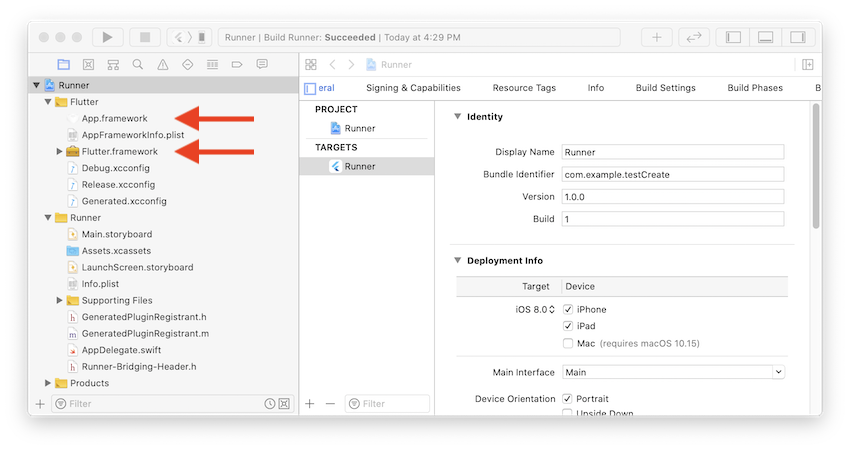 Runner | Build Runner: Succeeded | Today at 4:29 PM
Runner
Flutter
App.framework
AppFrameworkInfo.plist
Flutter.framework
Debug.xcconfig
Release.xcconfig
Generated.xcconfig
Runner
Main.storyboard
Assets.xcassets
LaunchScreen.storyboard
Info.plist
Supporting Files
h GeneratedPluginRegistrant.h
m GeneratedPluginRegistrant.m
AppDelegate.swift
h Runner-Bridging-Header.h
Products
Filter
Runner
eral Signing & Capabilities Resource Tags Info Build Settings Build Phases B
PROJECT
Runner
TARGETS
Runner
Filter
Identity
Display Name Runner
Bundle Identifier com.example.testCreate
Version 1.0.0
Build 1
Deployment Info
Target Device
iOS 8.0 iPhone
iPad
Mac (requires macOS 10.15)
Main Interface Main
Device Orientation Portrait
Upside Down